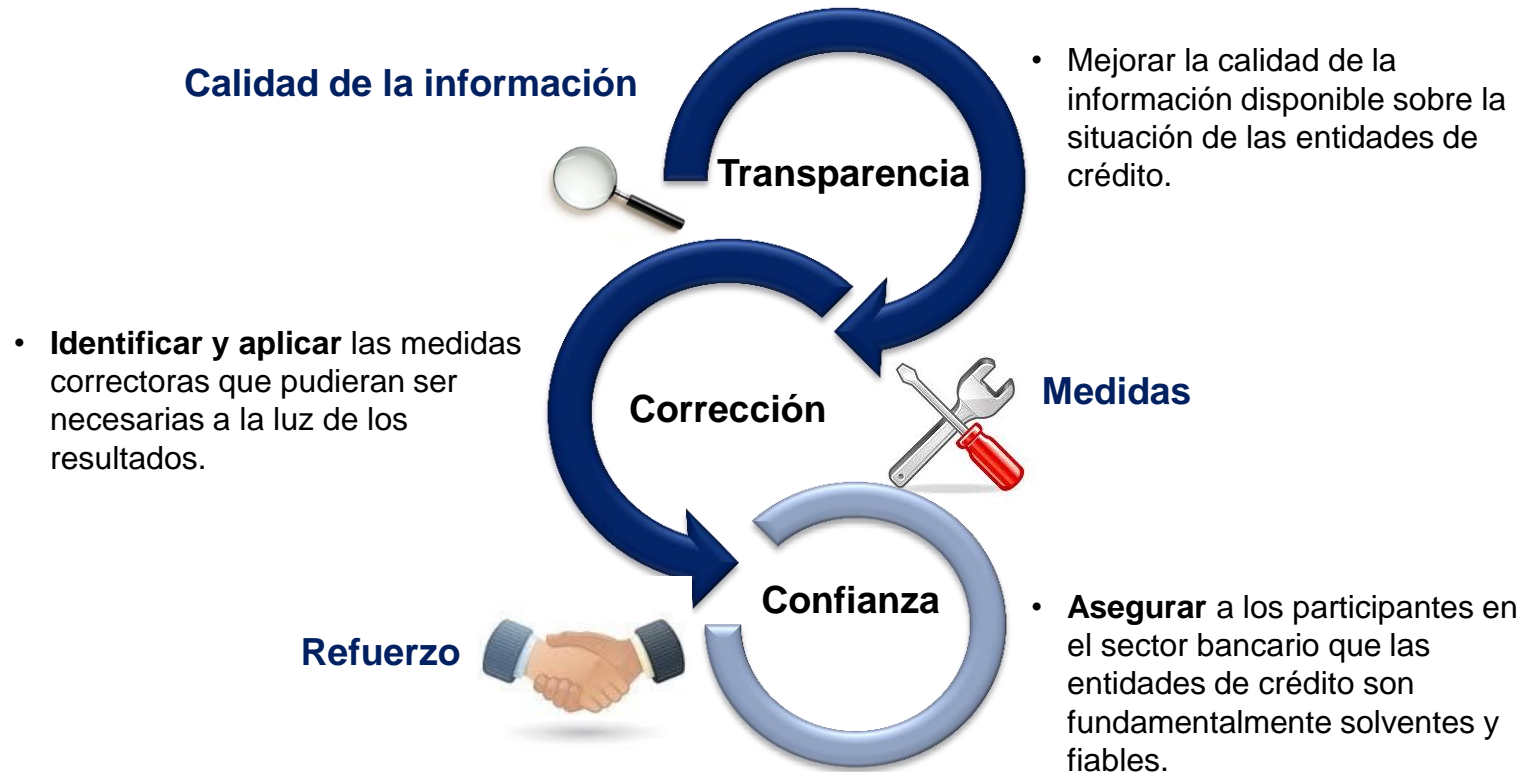 Calidad de la información
Transparencia
• Mejorar la calidad de la
información disponible sobre la
situación de las entidades de
crédito.
• Identificar y aplicar las medidas
correctoras que pudieran ser
necesarias a la luz de los
resultados.
Corrección
Medidas
Refuerzo
Confianza
• Asegurar a los participantes en
el sector bancario que las
entidades de crédito son
fundamentalmente solventes y
fiables.